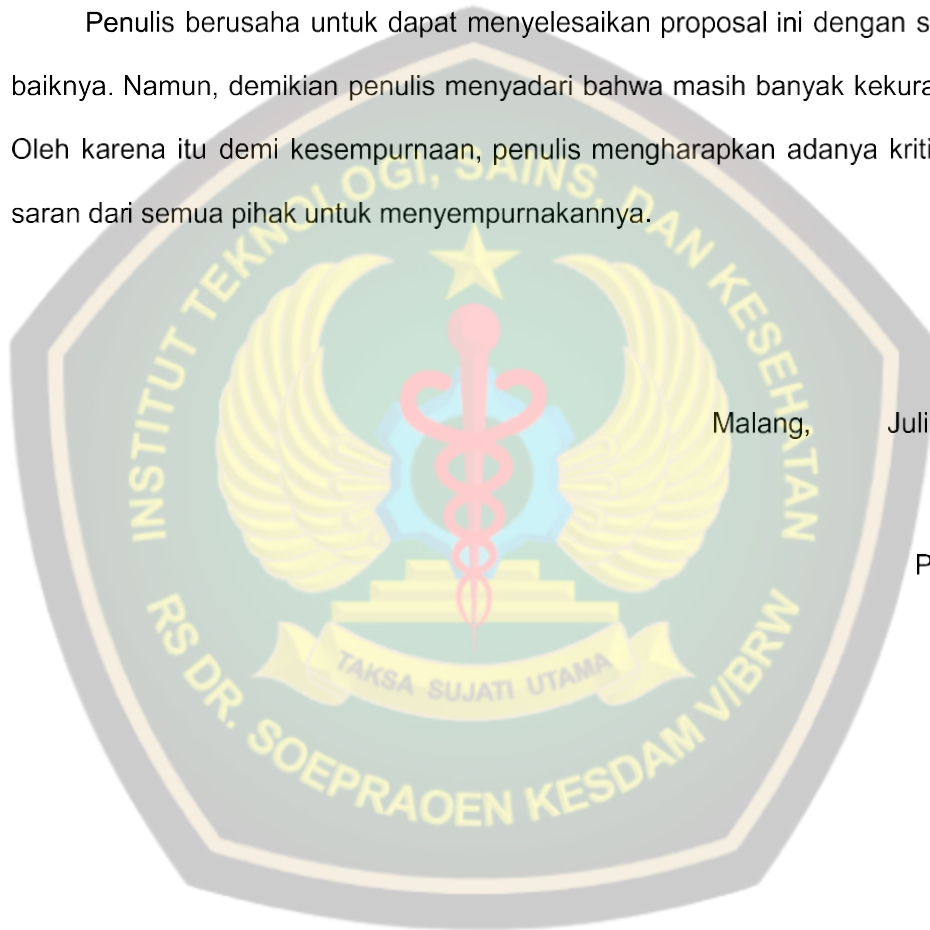 Penulis berusaha untuk dapat menyelesaikan proposal ini dengan s
baiknya. Namun, demikian penulis menyadari bahwa masih banyak kekura
Oleh karena itu demi kesempurnaan, penulis mengharapkan adanya kriti
saran dari semua pihak untuk menyempurnakannya.
INSTITUT TEKNOLOGI, SAINS, DAN KESEHATAN
Malang, Juli
P
TAKSA SUJATI UTAMA
RS DR. SOEPRAOEN KESDAM V/BRW